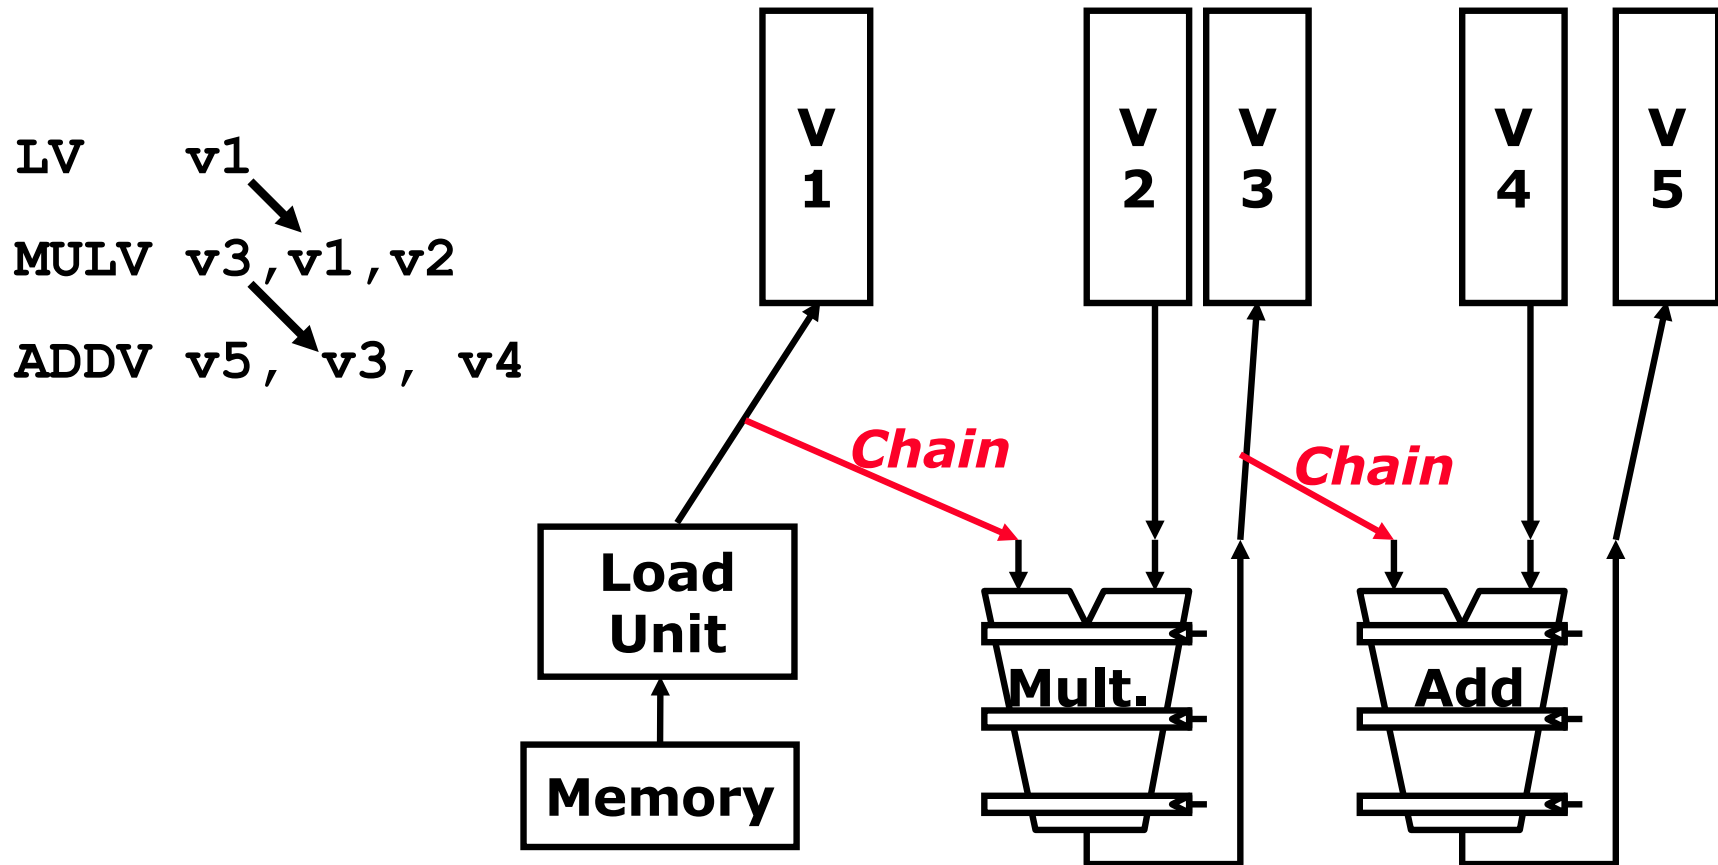 LV v1
MULV v3,v1,v2
ADDV v5, v3, v4
V
1
V
2
V
3
V
4
V
5
Chain
Chain
Load
Unit
Memory
Mult.
Add